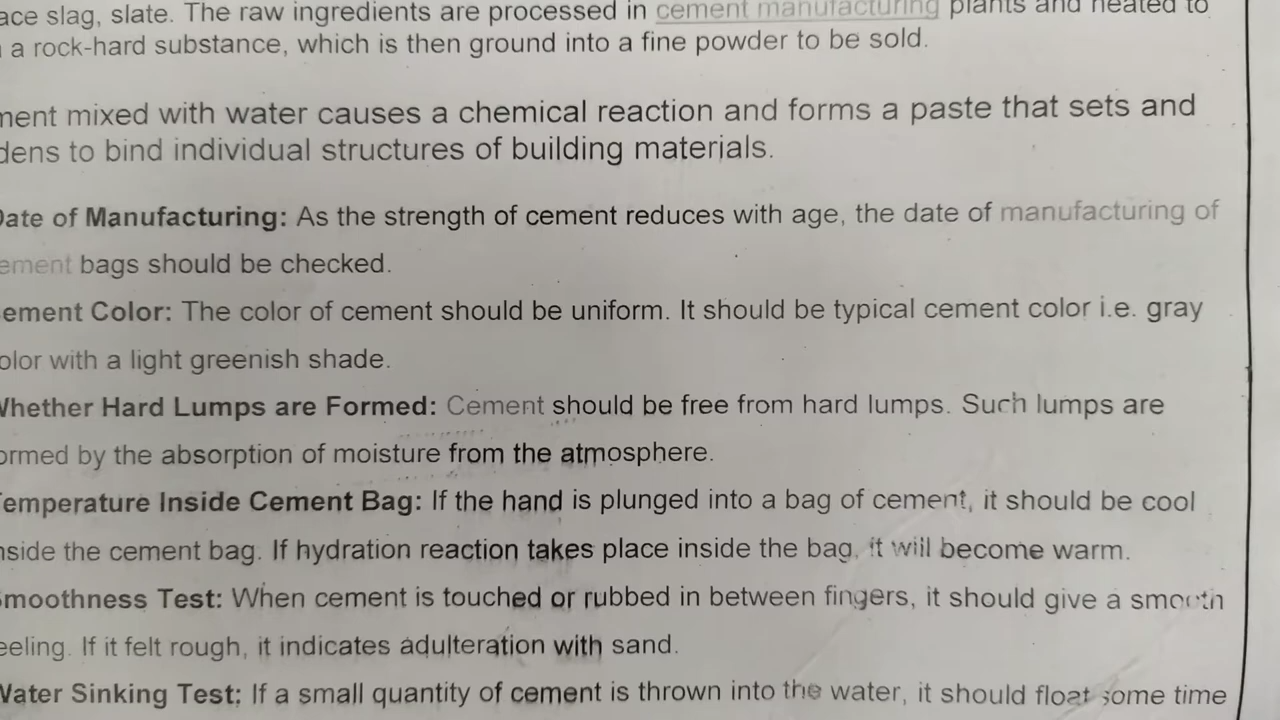 ace slag, slate. The raw ingredients are processed in cement manufacturing plants and heated to
a rock-hard substance, which is then ground into a fine powder to be sold.
ment mixed with water causes a chemical reaction and forms a paste that sets and
dens to bind individual structures of building materials.
Date of Manufacturing: As the strength of cement reduces with age, the date of manufacturing of
ement bags should be checked.
ement Color: The color of cement should be uniform. It should be typical cement color i.e. gray
olor with a light greenish shade.
Whether Hard Lumps are Formed: Cement should be free from hard lumps. Such lumps are
ormed by the absorption of moisture from the atmosphere.
Temperature Inside Cement Bag: If the hand is plunged into a bag of cement, it should be cool
nside the cement bag. If hydration reaction takes place inside the bag, it will become warm.
moothness Test: When cement is touched or rubbed in between fingers, it should give a smooth
eeling. If it felt rough, it indicates adulteration with sand.
Water Sinking Test: If a small quantity of cement is thrown into the water, it should float some time